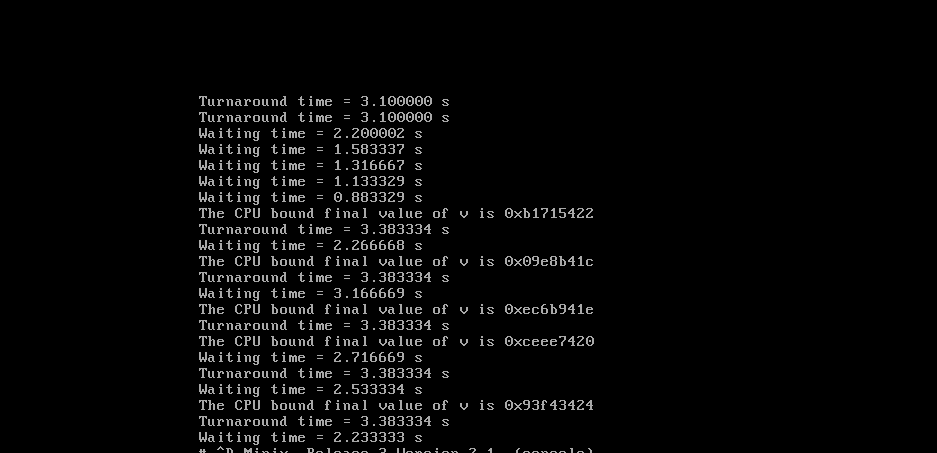 Turnaround time = 3.100000 s
Turnaround time = 3.100000 s
Waiting time = 2.200002 s
Waiting time = 1.583337 s
Waiting time = 1.316667 s
Waiting time = 1.133329 s
Waiting time = 0.883329 s
The CPU bound final value of v is 0xb1715422
Turnaround time = 3.383334 s
Waiting time = 2.266668 s
The CPU bound final value of v is 0x09e8b41c
Turnaround time = 3.383334 s
Waiting time = 3.166669 s
The CPU bound final value of v is 0xec6b941e
Turnaround time = 3.383334 s
The CPU bound final value of v is 0xceee7420
Waiting time = 2.716669 s
Turnaround time = 3.383334 s
Waiting time = 2.533334 s
The CPU bound final value of v is 0x93f43424
Turnaround time = 3.383334 s
Waiting time = 2.233333 s
# ^D Minix Release 3 Version 2.1 (console)